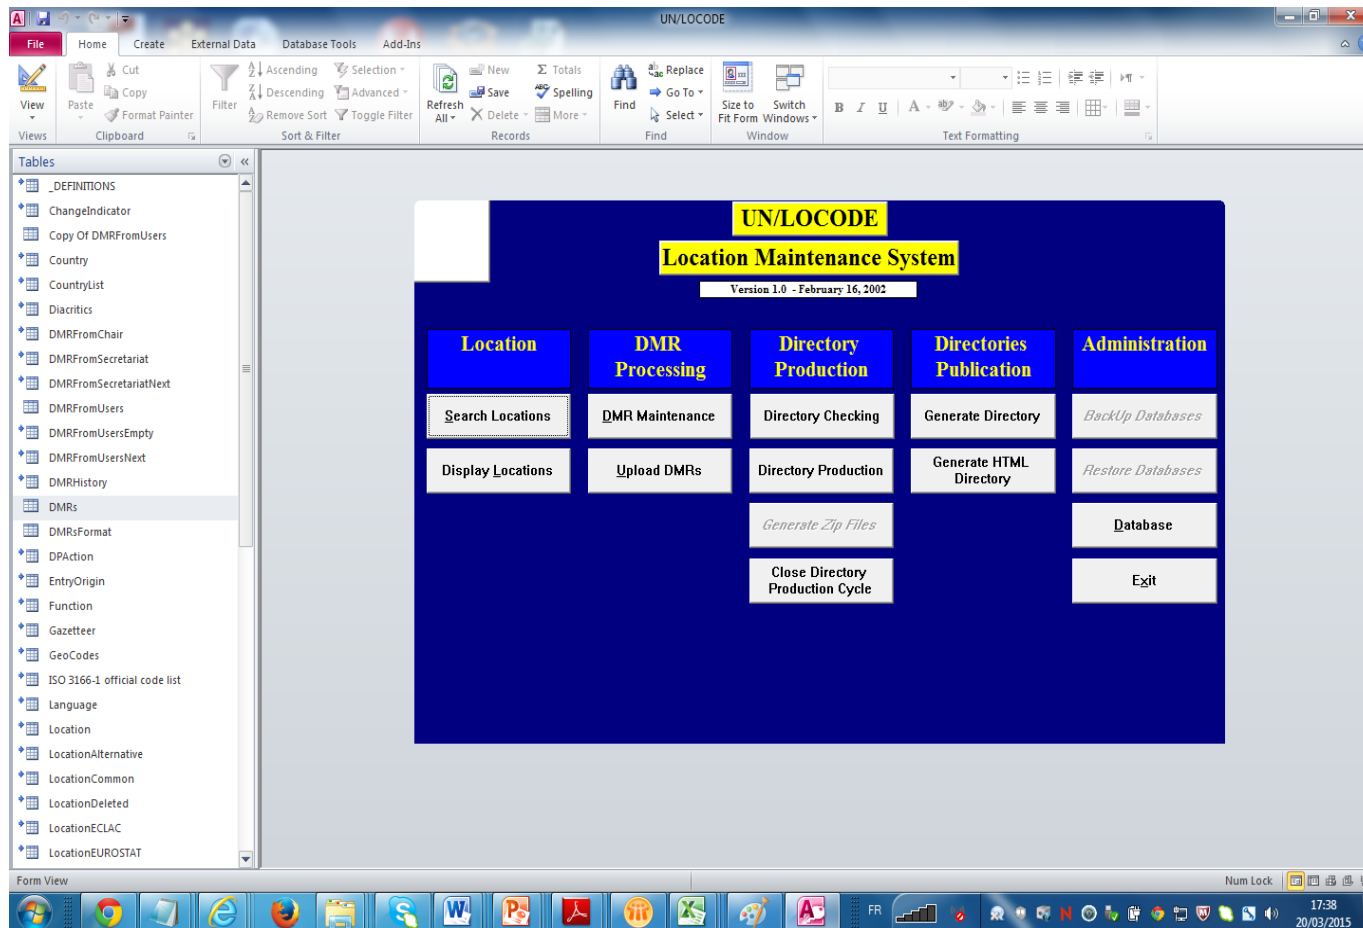 UN/LOCODE
File Home Create External Data Database Tools Add-Ins
View
Views
Paste
Cut
Copy
Format Painter
Clipboard
Filter
Ascending
Descending
Remove Sort
Selection
Advanced
Toggle Filter
Sort & Filter
Refresh All
New
Save
Delete
Totals
Spelling
More
Records
Find
Replace
Go To
Select
Find
Size to Fit Form
Switch Windows
Window
B I U
A
Text Formatting
Tables
_DEFINITIONS
ChangeIndicator
Copy Of DMRFromUsers
Country
CountryList
Diacritics
DMRFromChair
DMRFromSecretariat
DMRFromSecretariatNext
DMRFromUsers
DMRFromUsersEmpty
DMRFromUsersNext
DMRHistory
DMRs
DMRsFormat
DPAction
EntryOrigin
Function
Gazetteer
GeoCodes
ISO 3166-1 official code list
Language
Location
LocationAlternative
LocationCommon
LocationDeleted
LocationECLAC
LocationEUROSTAT
UN/LOCODE
Location Maintenance System
Version 1.0 - February 16, 2002
Location
Search Locations
Display Locations
DMR
Processing
DMR Maintenance
Upload DMRs
Directory
Production
Directory Checking
Directory Production
Generate Zip Files
Close Directory
Production Cycle
Directories
Publication
Generate Directory
Generate HTML
Directory
Administration
BackUp Databases
Restore Databases
Database
Exit
Form View
Num Lock
FR
17:38
20/03/2015